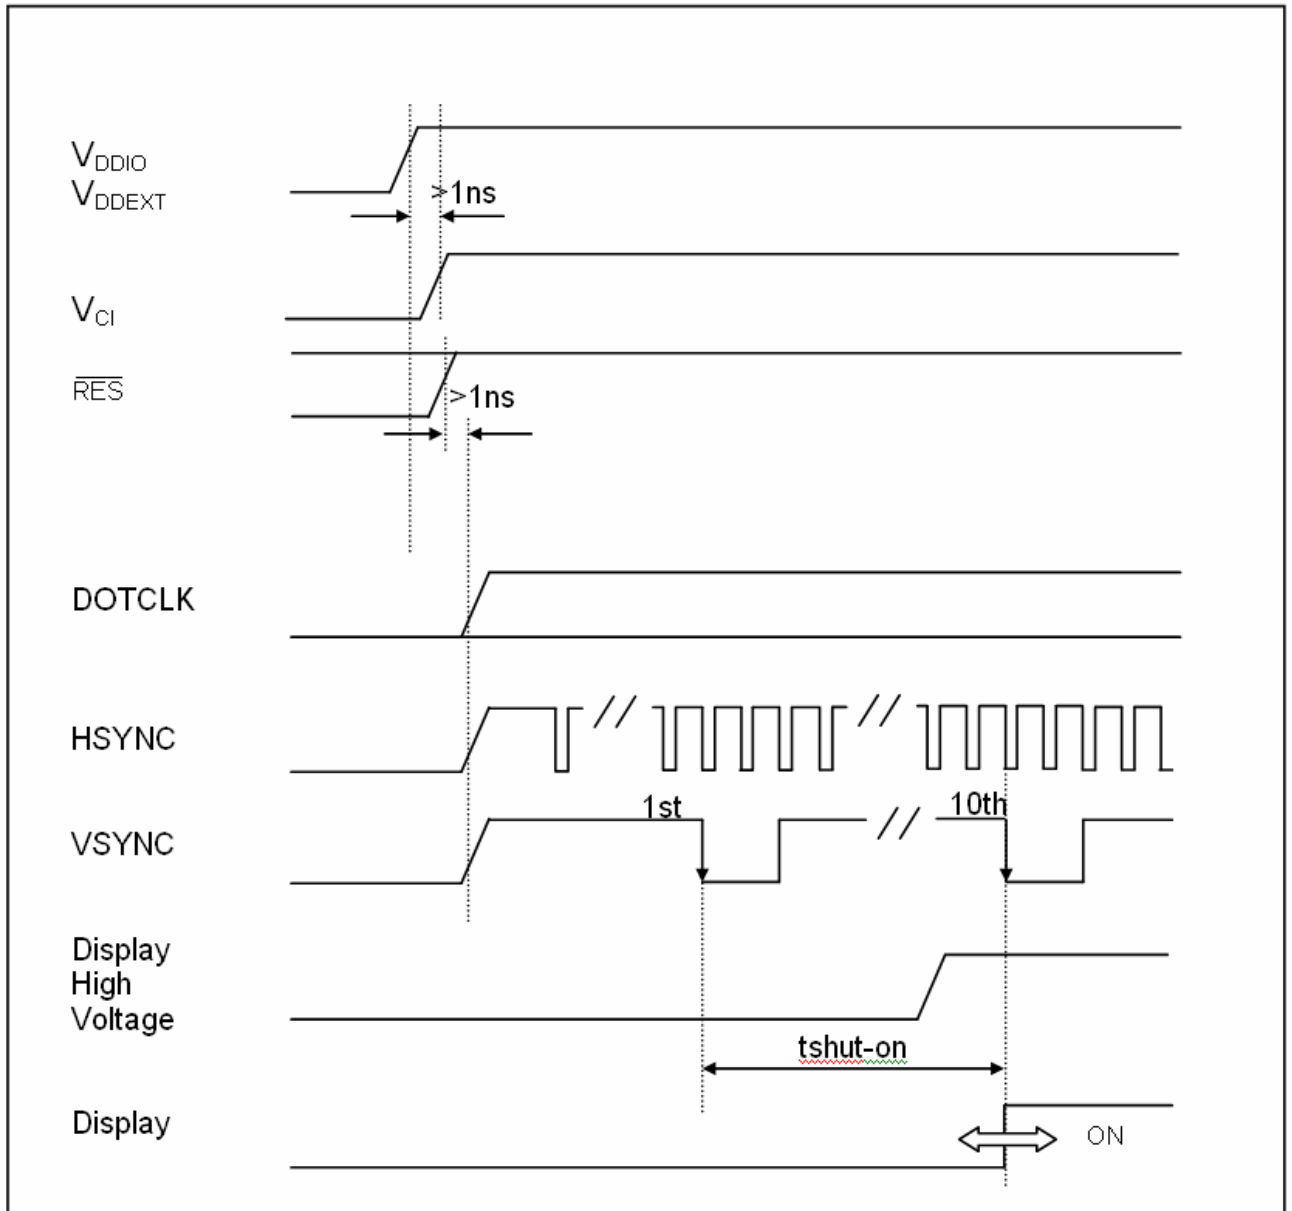 VDDIO
VDDEXT
>1ns
VCI
RES
>1ns
DOTCLK
HSYNC
1st
10th
VSYNC
Display
High
Voltage
tshut-on
Display
ON